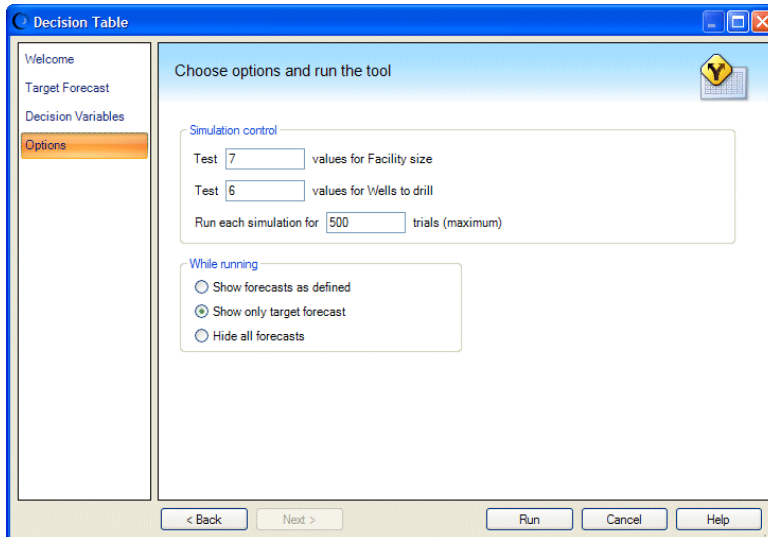 Decision Table
Welcome
Target Forecast
Decision Variables
Options
Choose options and run the tool
Simulation control
Test 7 values for Facility size
Test 6 values for Wells to drill
Run each simulation for 500 trials (maximum)
While running
Show forecasts as defined
Show only target forecast
Hide all forecasts
< Back Next > Run Cancel Help